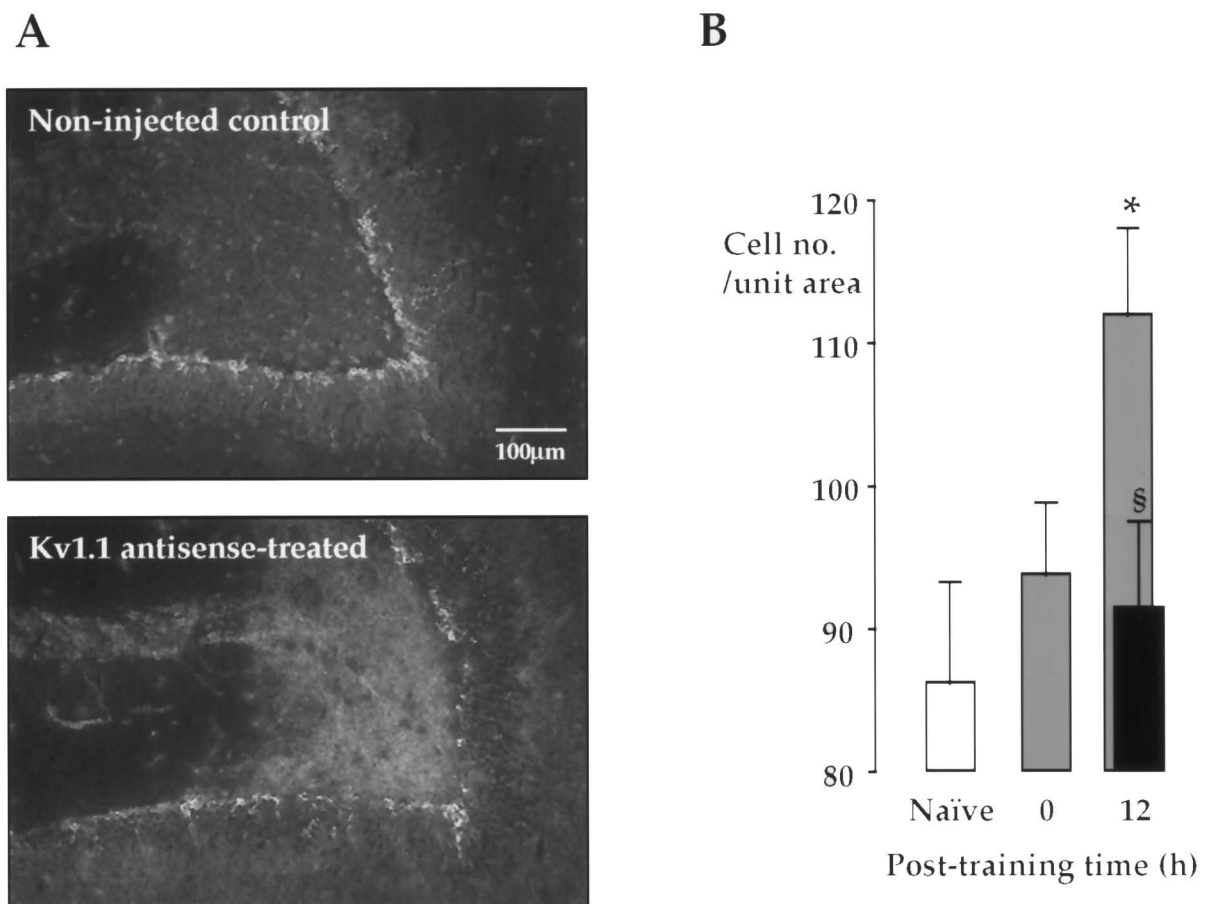 A
B
Non-injected control
100µm
Kv1.1 antisense-treated
Cell no.
/unit area
120
110
100
90
80
*
§
Naïve
0
12
Post-training time (h)